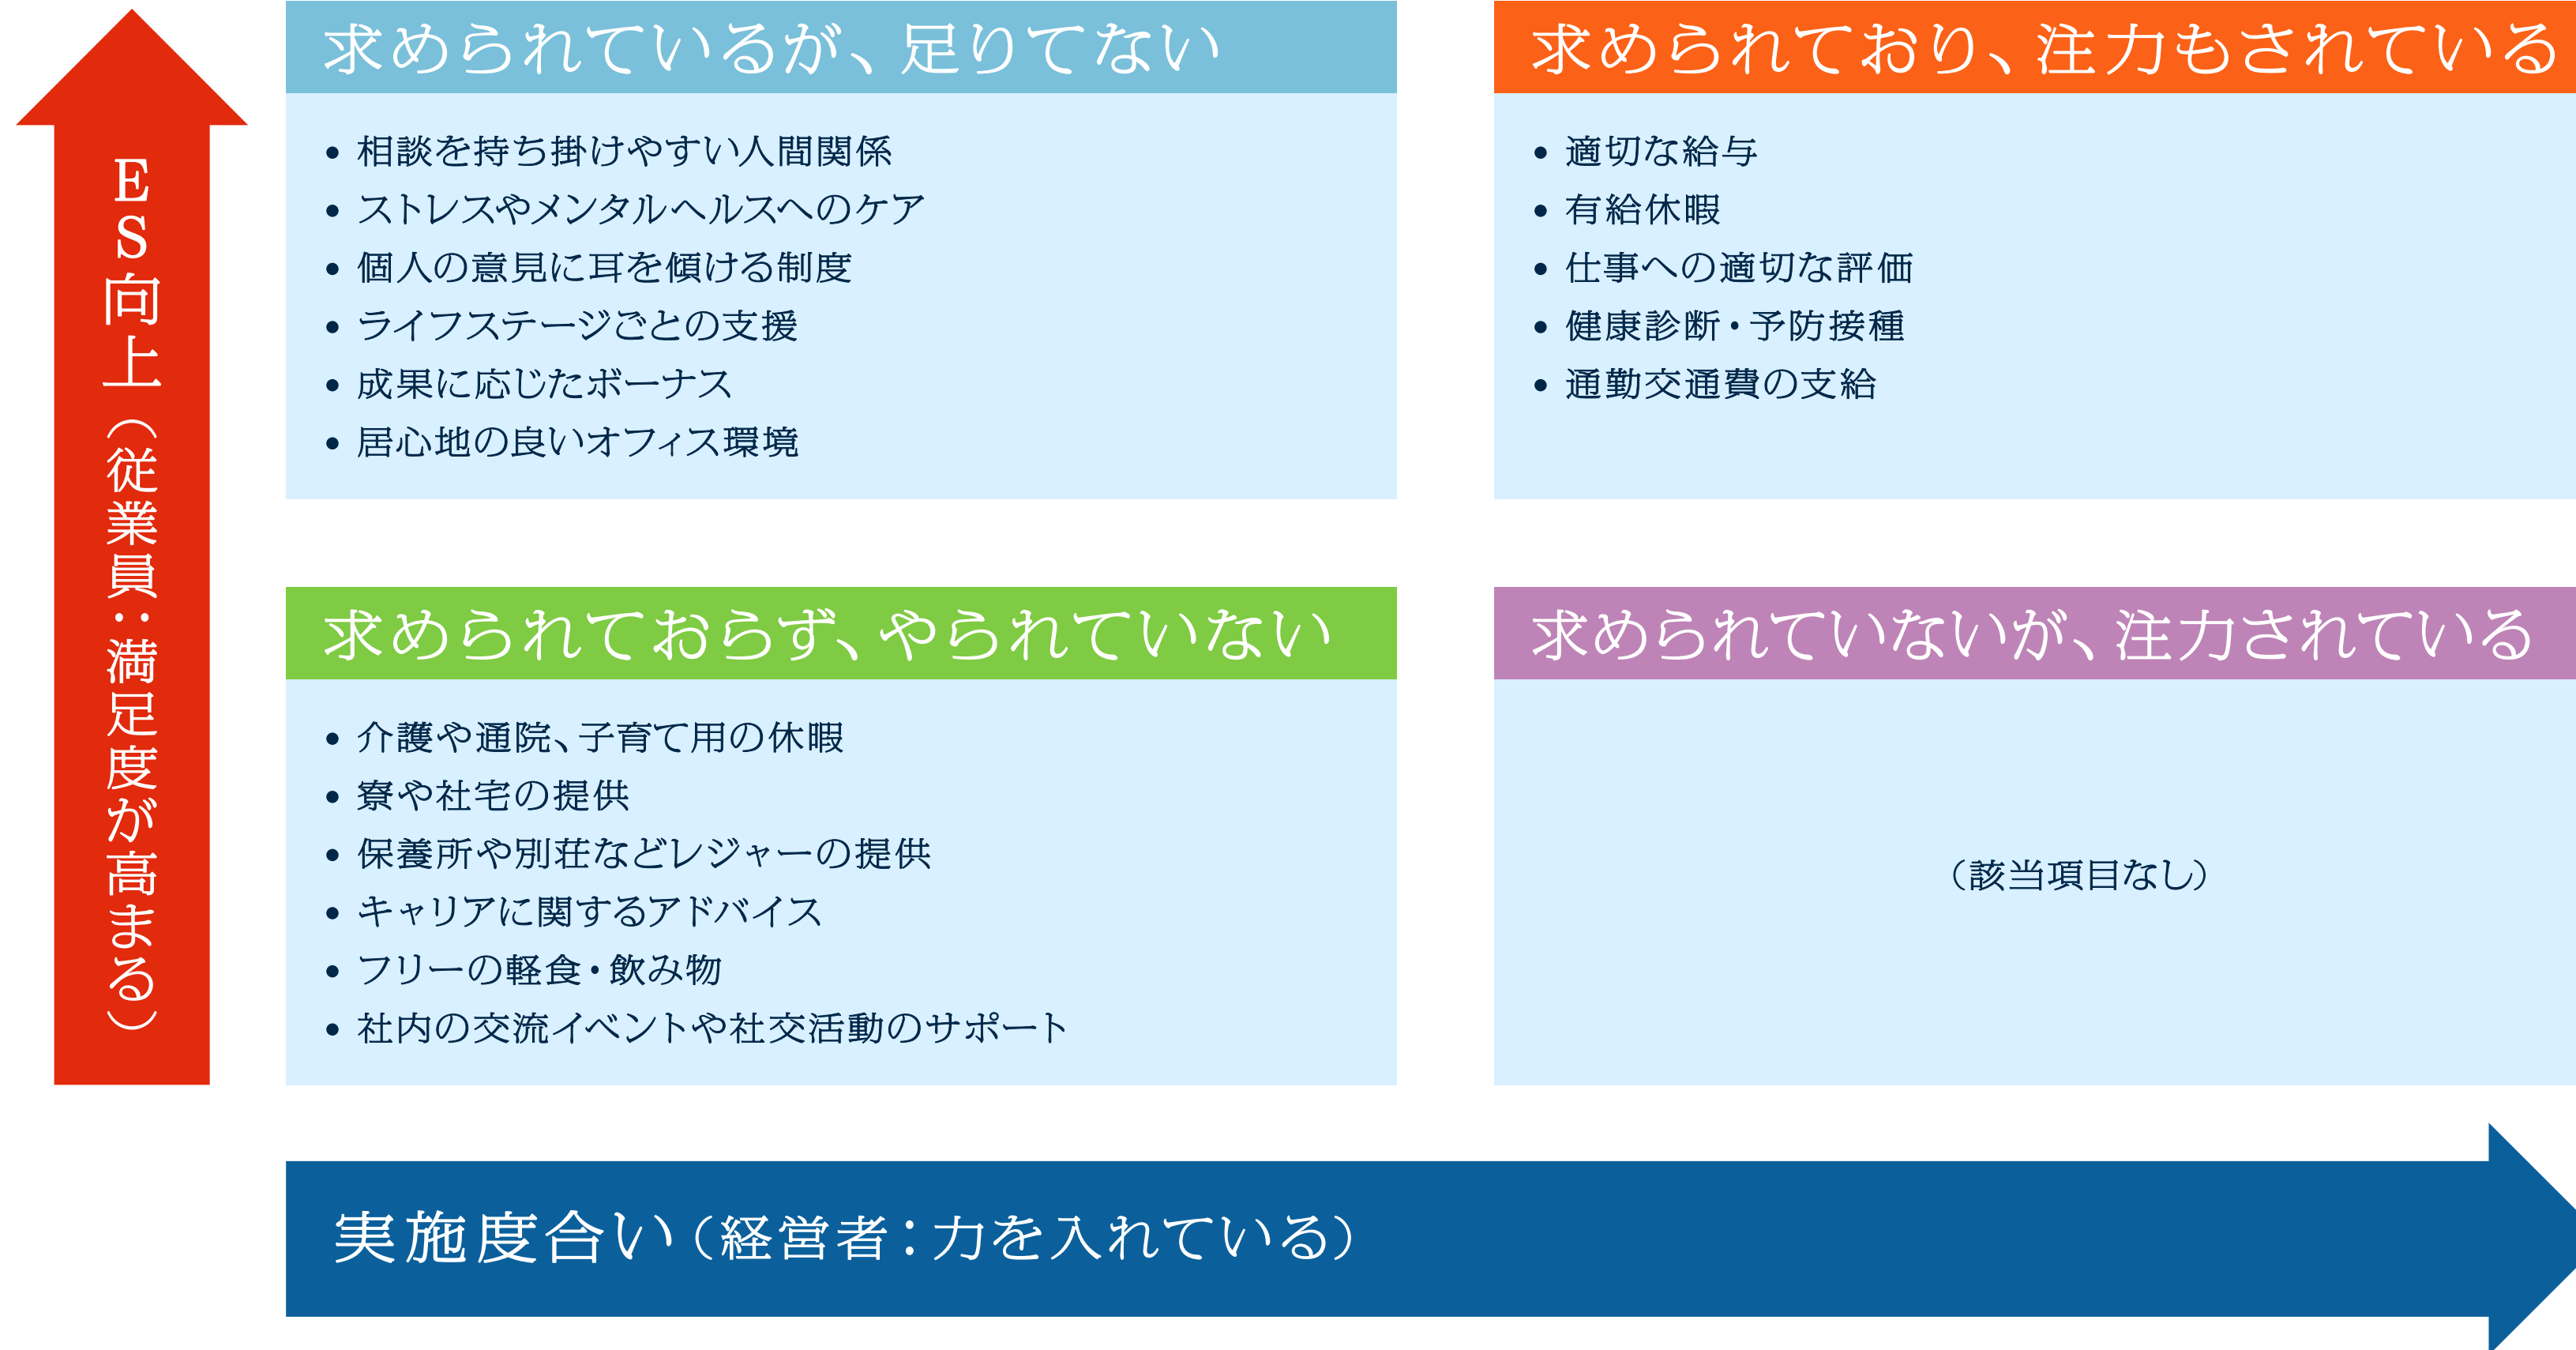 ES向上（従業員：満足度が高まる）
求められているが、足りてない
• 相談を持ち掛けやすい人間関係
• ストレスやメンタルヘルスへのケア
• 個人の意見に耳を傾ける制度
• ライフステージごとの支援
• 成果に応じたボーナス
• 居心地の良いオフィス環境
求められており、注力もされている
• 適切な給与
• 有給休暇
• 仕事への適切な評価
• 健康診断・予防接種
• 通勤交通費の支給
求められておらず、やられていない
• 介護や通院、子育て用の休暇
• 寮や社宅の提供
• 保養所や別荘などレジャーの提供
• キャリアに関するアドバイス
• フリーの軽食・飲み物
• 社内の交流イベントや社交活動のサポート
求められていないが、注力されている
（該当項目なし）
実施度合い（経営者：力を入れている）